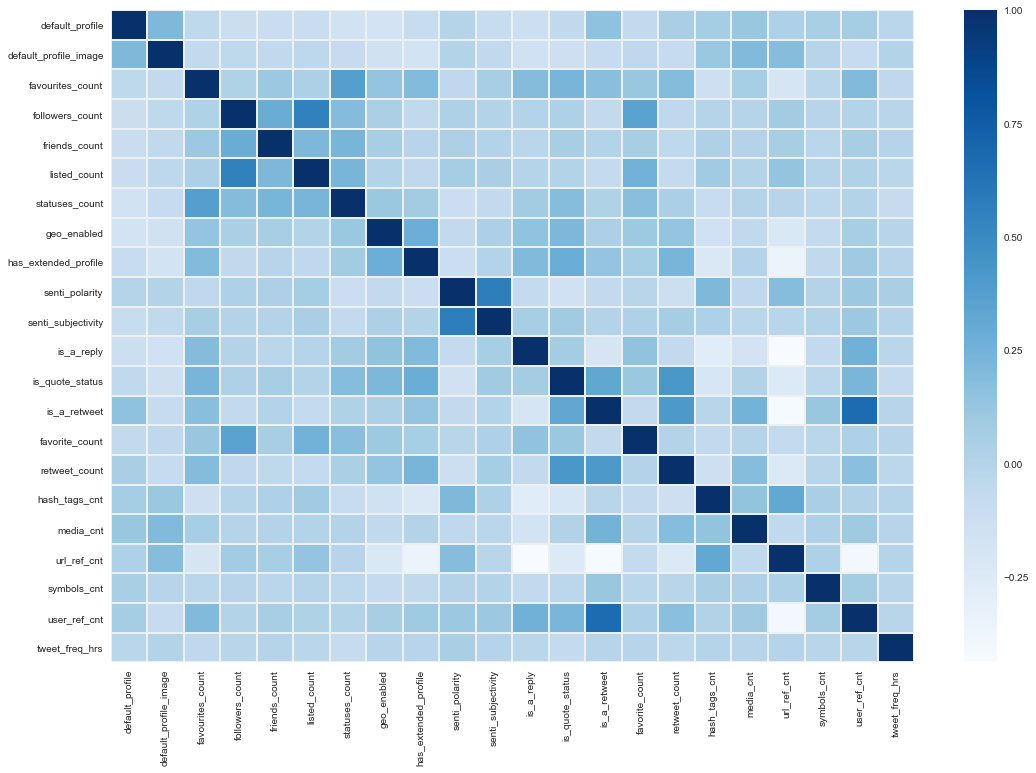 default_profile
default_profile_image
favourites_count
followers_count
friends_count
listed_count
statuses_count
geo_enabled
has_extended_profile
senti_polarity
senti_subjectivity
is_a_reply
is_quote_status
is_a_retweet
favorite_count
retweet_count
hash_tags_cnt
media_cnt
url_ref_cnt
symbols_cnt
user_ref_cnt
tweet_freq_hrs
default_profile
default_profile_image
favourites_count
followers_count
friends_count
listed_count
statuses_count
geo_enabled
has_extended_profile
senti_polarity
senti_subjectivity
is_a_reply
is_quote_status
is_a_retweet
favorite_count
retweet_count
hash_tags_cnt
media_cnt
url_ref_cnt
symbols_cnt
user_ref_cnt
tweet_freq_hrs
1.00
0.75
0.50
0.25
0.00
−0.25